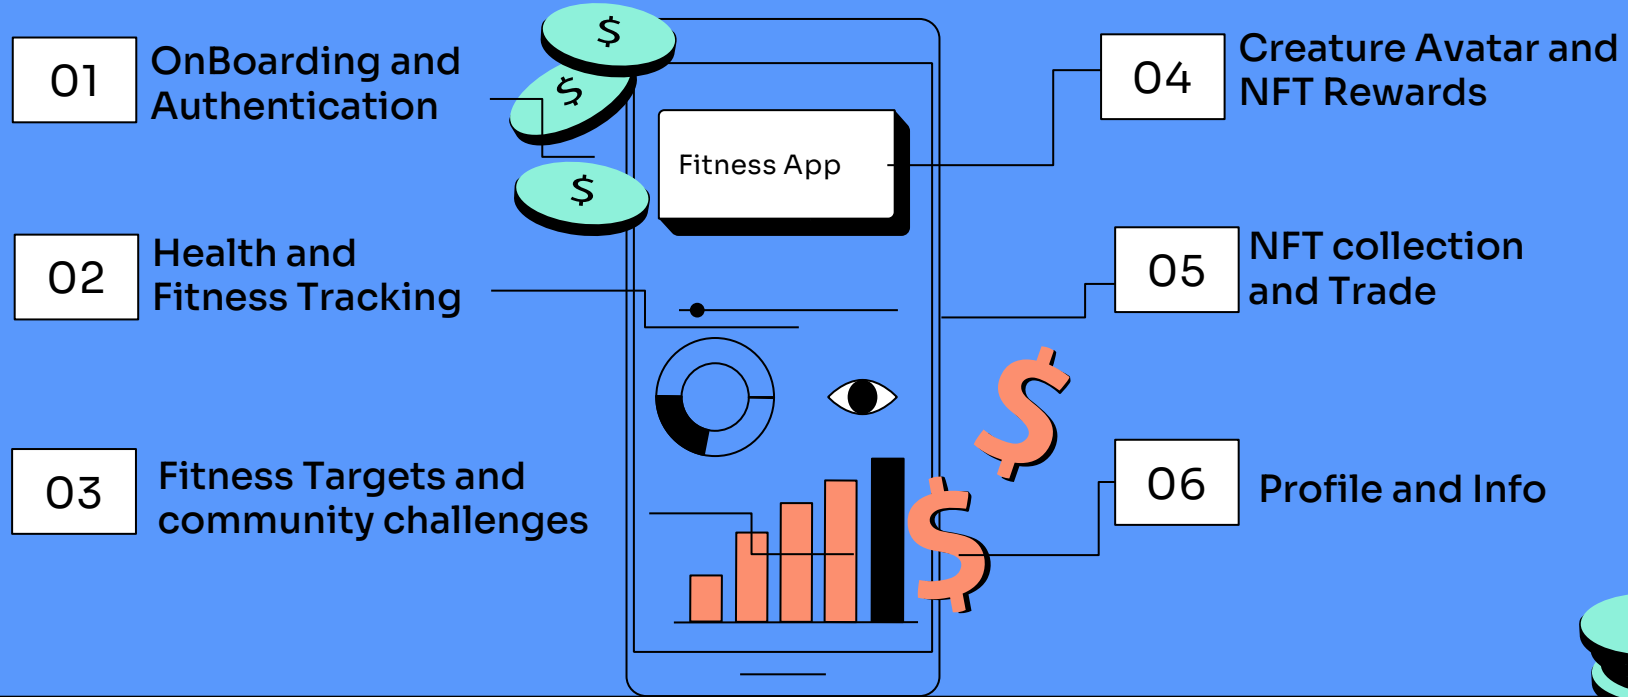 01
OnBoarding and
Authentication
02
Health and
Fitness Tracking
03
Fitness Targets and
community challenges
$
$
$
Fitness App
$
$
04
Creature Avatar and
NFT Rewards
05
NFT collection
and Trade
06
Profile and Info